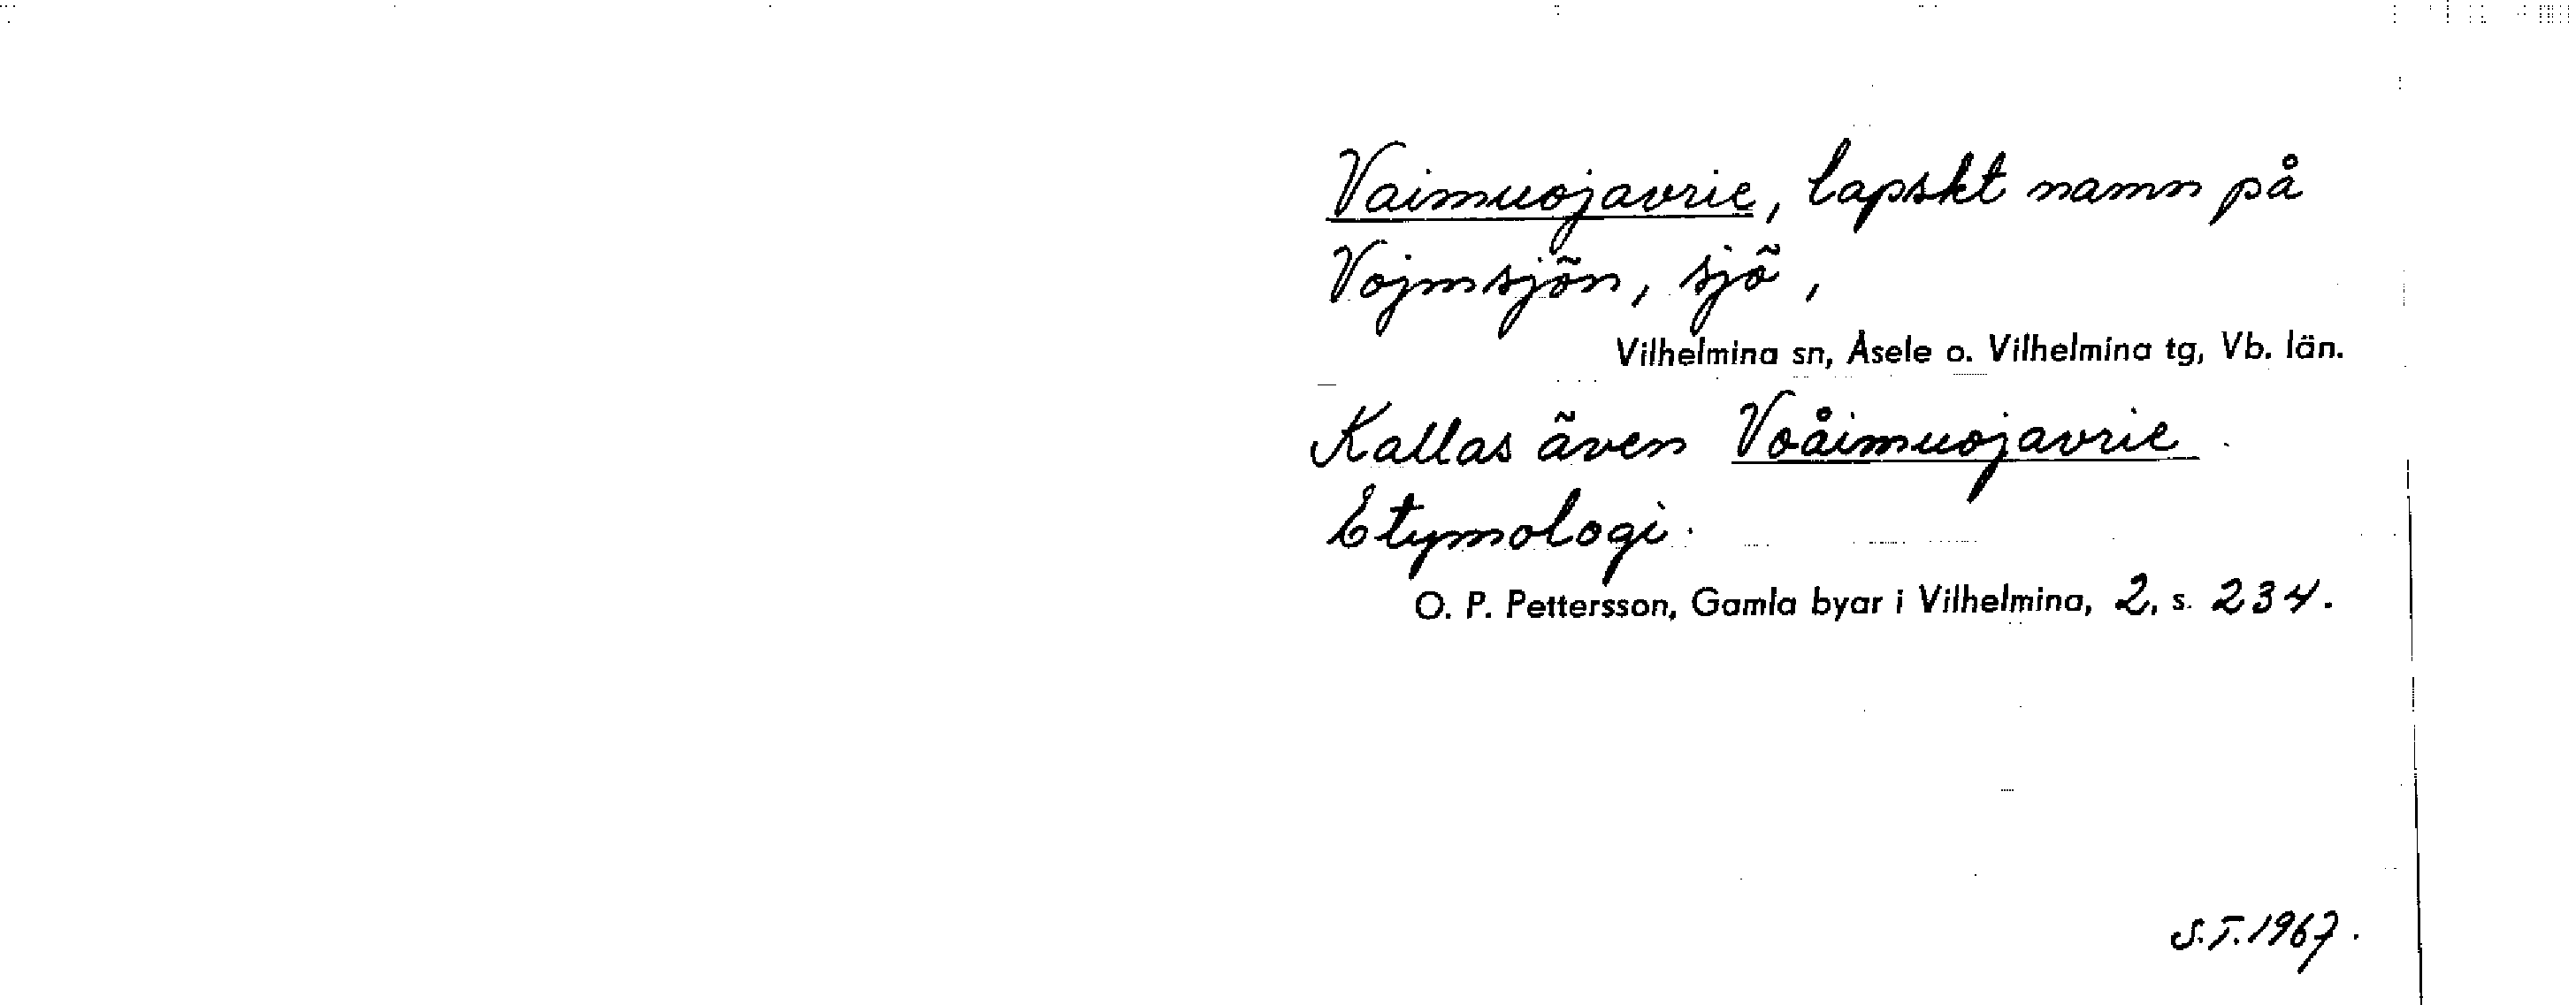 Vaimuojavrie, lapskt namn på
Vojmsjön, sjö,
Vilhelmina sn, Åsele o. Vilhelmina tg, Vb. län.
Kallas även Voåimuojavrie.
Etymologi.
O. P. Pettersson, Gamla byar i Vilhelmina, 2, s. 234.
S.T. 1967.